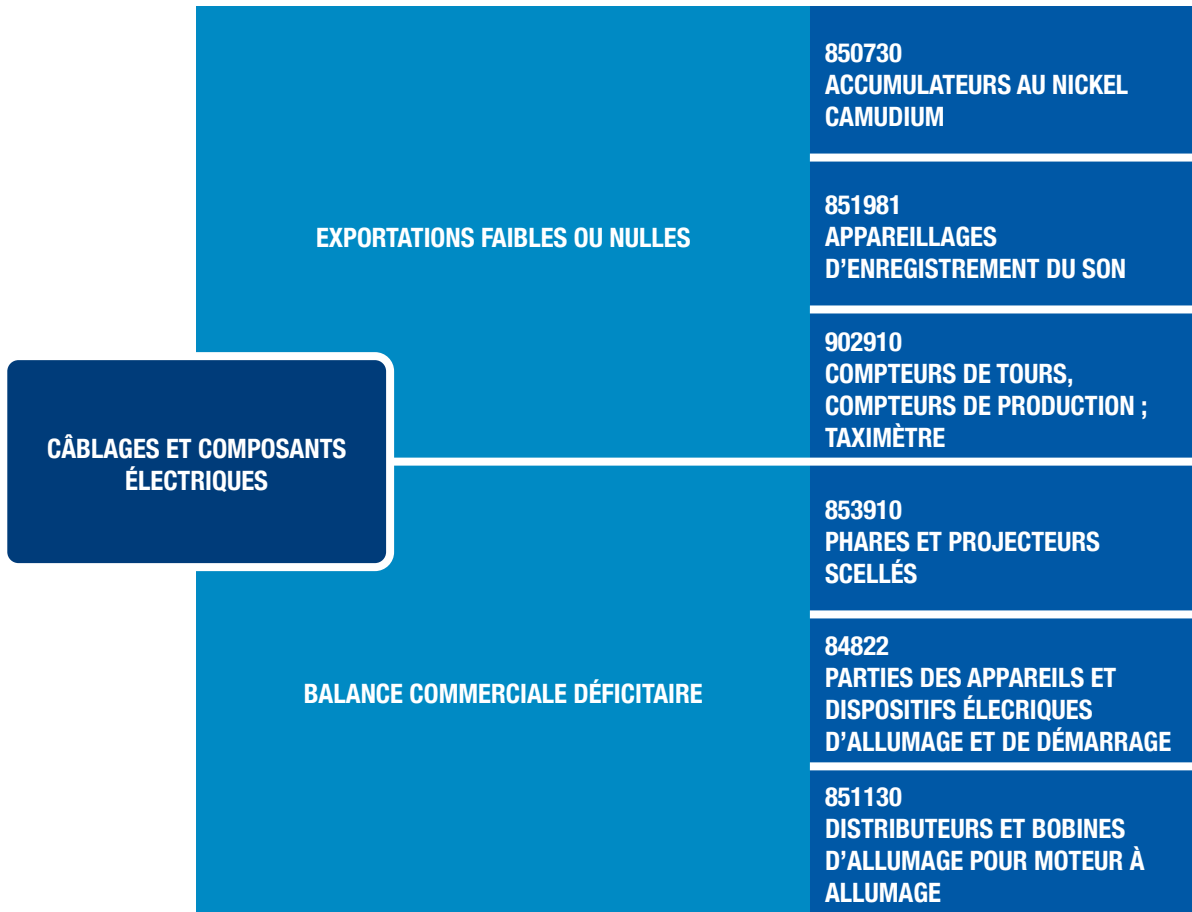 CÂBLAGES ET COMPOSANTS
ÉLECTRIQUES
EXPORTATIONS FAIBLES OU NULLES
850730
ACCUMULATEURS AU NICKEL
CAMUDIUM
851981
APPAREILLAGES
D’ENREGISTREMENT DU SON
902910
COMPTEURS DE TOURS,
COMPTEURS DE PRODUCTION ;
TAXIMÈTRE
BALANCE COMMERCIALE DÉFICITAIRE
853910
PHARES ET PROJECTEURS
SCELLÉS
84822
PARTIES DES APPAREILS ET
DISPOSITIFS ÉLECRIQUES
D’ALLUMAGE ET DE DÉMARRAGE
851130
DISTRIBUTEURS ET BOBINES
D’ALLUMAGE POUR MOTEUR À
ALLUMAGE